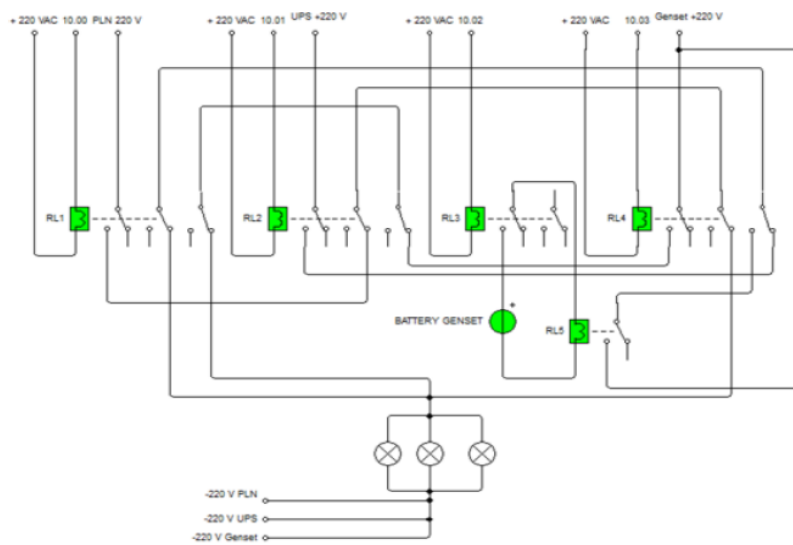 + 220 VAC 10.00 PLN 220 V
+ 220 VAC 10.01 UPS +220 V
+ 220 VAC 10.02
+ 220 VAC 10.03 Genset +220 V
RL1
RL2
RL3
RL4
BATTERY GENSET
+
RL5
-220 V PLN
-220 V UPS
-220 V Genset